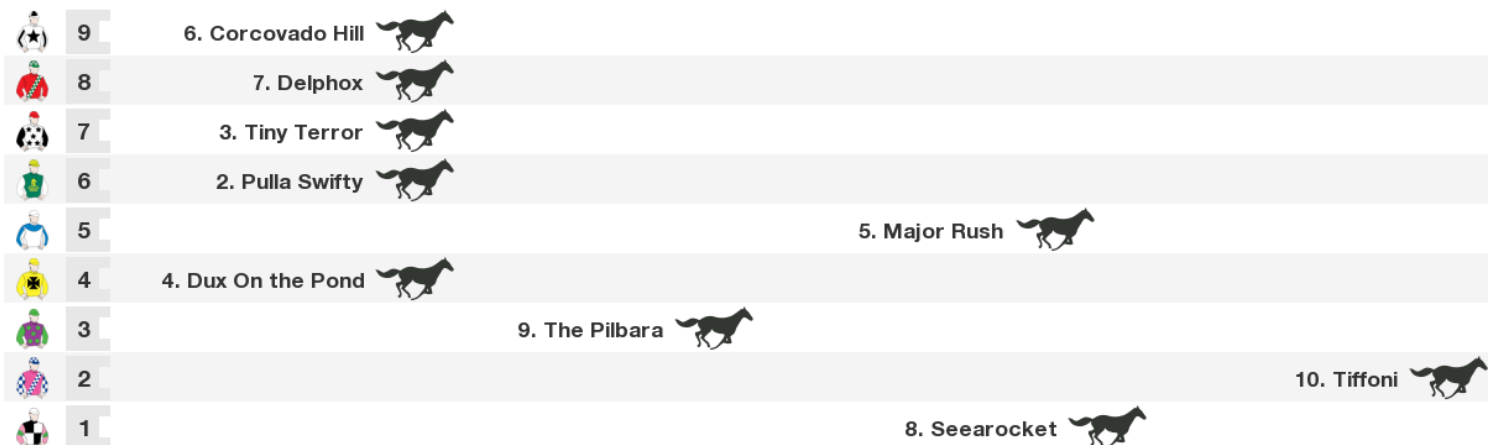 9 6. Corcovado Hill
8 7. Delphox
7 3. Tiny Terror
6 2. Pulla Swifty
5 5. Major Rush
4 4. Dux On the Pond
3 9. The Pilbara
2 10. Tiffoni
1 8. Seearocket